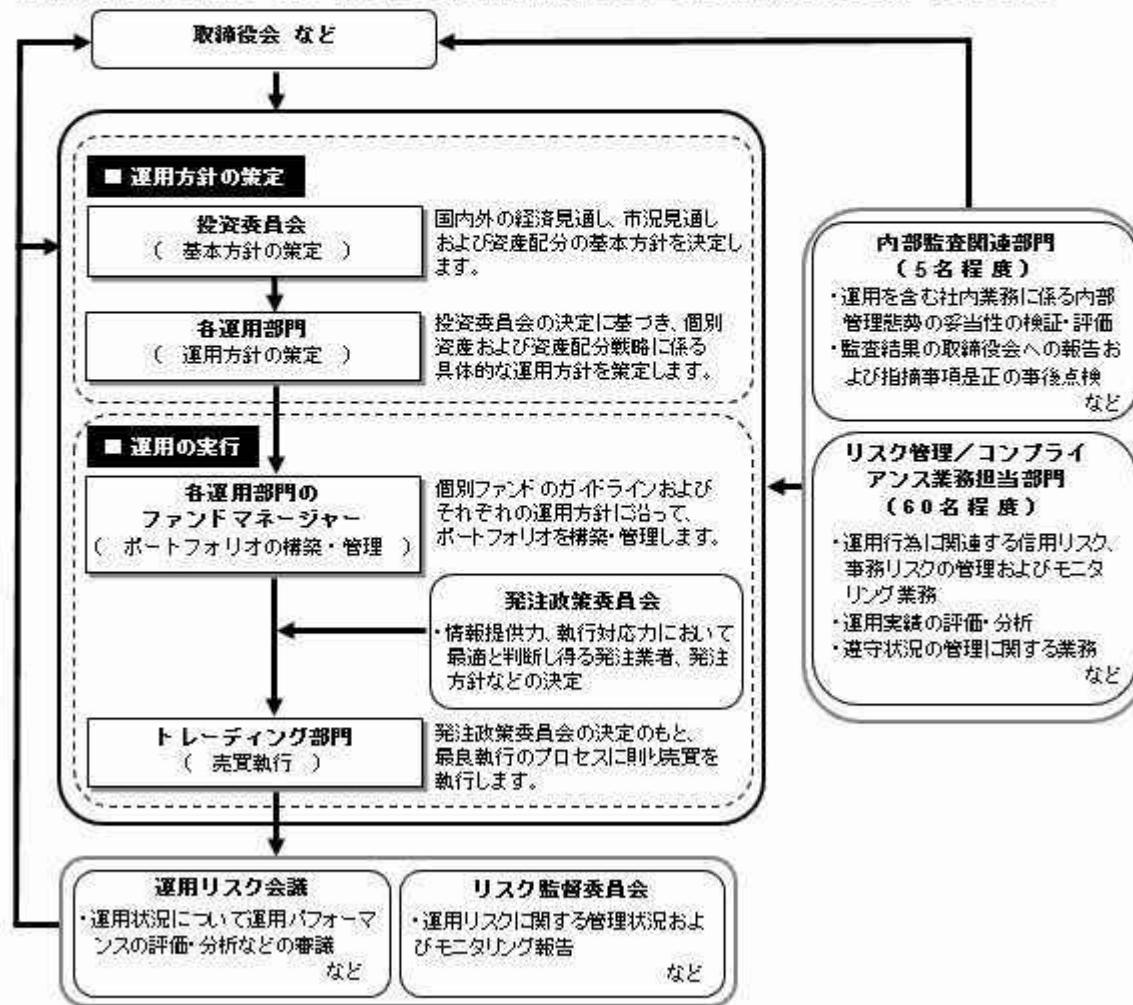 取締役会 など
■ 運用方針の策定
投資委員会
( 基本方針の策定 )
国内外の経済見通し、市況見通し
および資産配分の基本方針を決定し
ます。
各運用部門
( 運用方針の策定 )
投資委員会の決定に基づき、個別
資産および資産配分戦略に係る
具体的な運用方針を策定します。
■ 運用の実行
各運用部門の
ファンドマネージャー
( ポートフォリオの構築・管理 )
個別ファンドのガイドラインおよび
それぞれの運用方針に沿って、
ポートフォリオを構築・管理します。
発注政策委員会
・情報提供力、執行対応力において
最適と判断し得る発注業者、発注
方針などの決定
トレーディング部門
( 売買執行 )
発注政策委員会の決定のもと、
最良執行のプロセスに則り売買を
執行します。
内部監査関連部門
(5名程度)
・運用を含む社内業務に係る内部
管理態勢の妥当性の検証・評価
・監査結果の取締役会への報告お
よび指摘事項是正の事後点検
など
リスク管理/コンプライ
アンス業務担当部門
(60名程度)
・運用行為に関連する信用リスク、
事務リスクの管理およびモニタ
リング業務
・運用実績の評価・分析
・遵守状況の管理に関する業務
など
運用リスク会議
・運用状況について運用パフォーマ
ンスの評価・分析などの審議
など
リスク監督委員会
・運用リスクに関する管理状況およ
びモニタリング報告
など